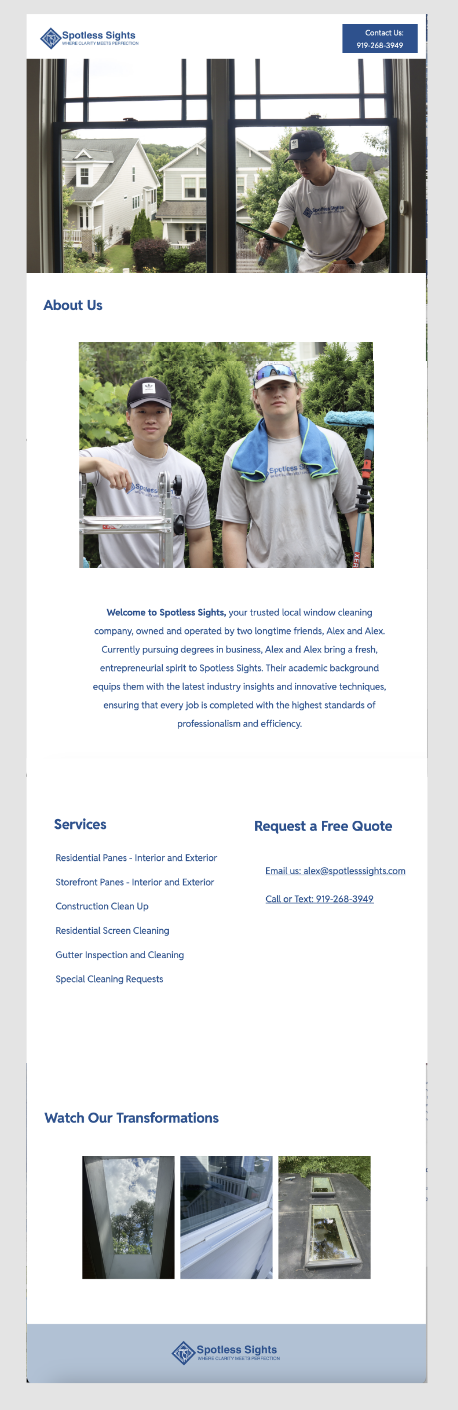 Spotless Sights
WHERE CLARITY MEETS PERFECTION
Contact Us:
919-268-3949
Spotless Sights
About Us
Spotless
Spotless Sights
Welcome to Spotless Sights, your trusted local window cleaning
company, owned and operated by two longtime friends, Alex and Alex.
Currently pursuing degrees in business, Alex and Alex bring a fresh,
entrepreneurial spirit to Spotless Sights. Their academic background
equips them with the latest industry insights and innovative techniques,
ensuring that every job is completed with the highest standards of
professionalism and efficiency.
Services
Residential Panes - Interior and Exterior
Storefront Panes - Interior and Exterior
Construction Clean Up
Residential Screen Cleaning
Gutter Inspection and Cleaning
Special Cleaning Requests
Request a Free Quote
Email us: alex@spotlesssights.com
Call or Text: 919-268-3949
Watch Our Transformations
Spotless Sights
WHERE CLARITY MEETS PERFECTION